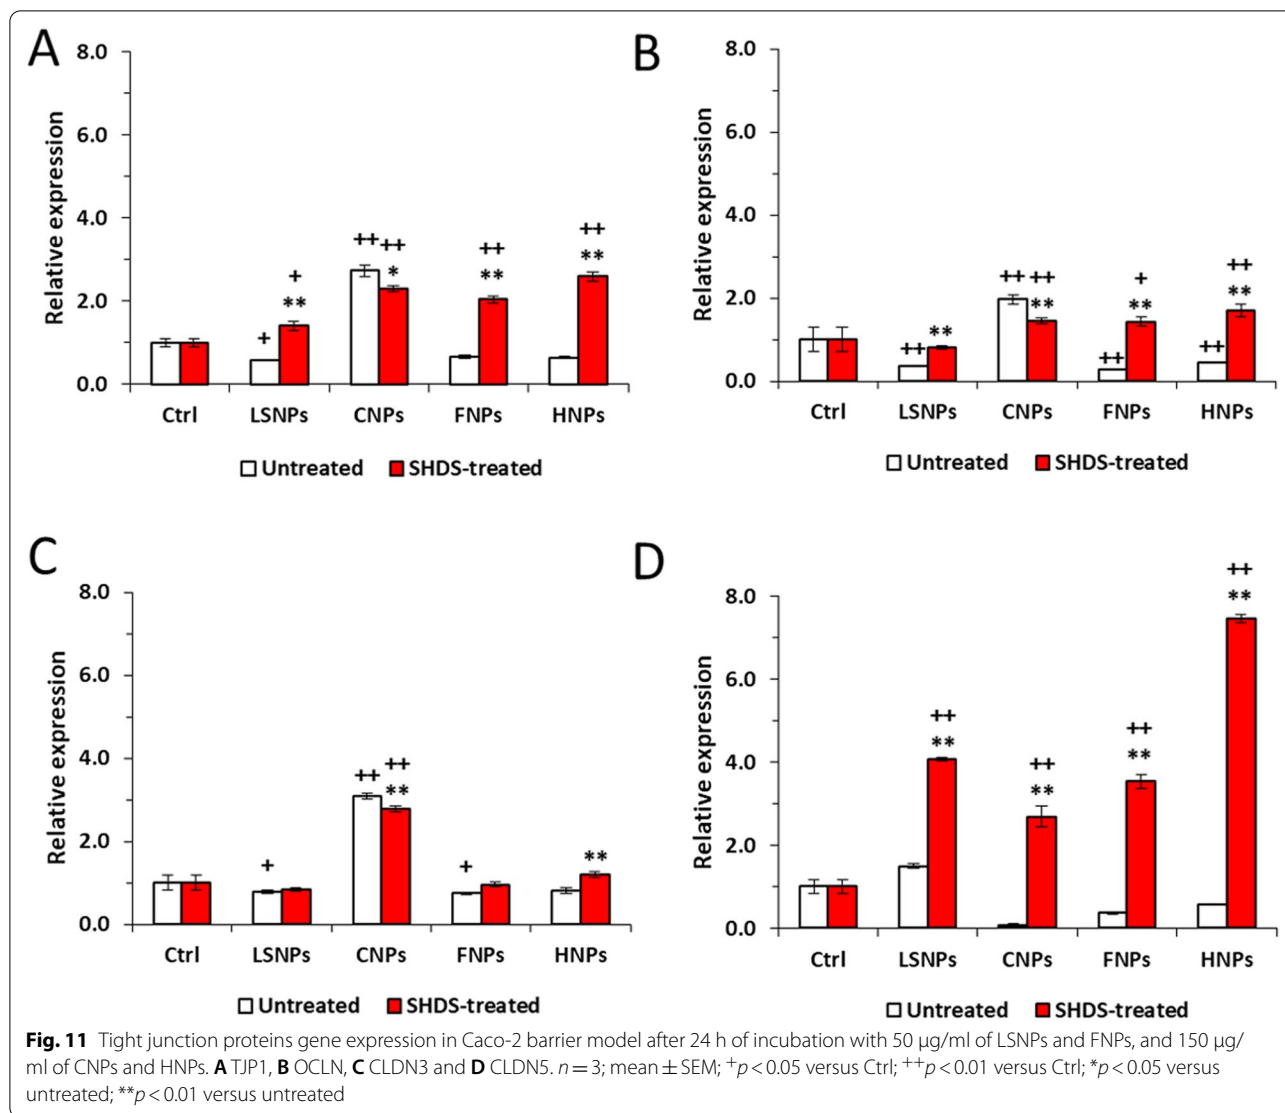 A
8.0
6.0
4.0
2.0
0.0
Relative expression
+
**
+
++
++
*
++
**
++
**
Ctrl LSNPs CNPs FNPs HNPs
Untreated SHDS-treated
B
8.0
6.0
4.0
2.0
0.0
Relative expression
++
**
++
++
**
++
+
**
++
++
**
Ctrl LSNPs CNPs FNPs HNPs
Untreated SHDS-treated
C
8.0
6.0
4.0
2.0
0.0
Relative expression
+
++
++
**
+
**
Ctrl LSNPs CNPs FNPs HNPs
Untreated SHDS-treated
D
8.0
6.0
4.0
2.0
0.0
Relative expression
++
**
++
**
++
**
++
**
Ctrl LSNPs CNPs FNPs HNPs
Untreated SHDS-treated
Fig. 11 Tight junction proteins gene expression in Caco-2 barrier model after 24 h of incubation with 50 µg/ml of LSNPs and FNPs, and 150 µg/
ml of CNPs and HNPs. A TJP1, B OCLN, C CLDN3 and D CLDN5. n = 3; mean ± SEM; +p < 0.05 versus Ctrl; ++p < 0.01 versus Ctrl; *p < 0.05 versus
untreated; **p < 0.01 versus untreated